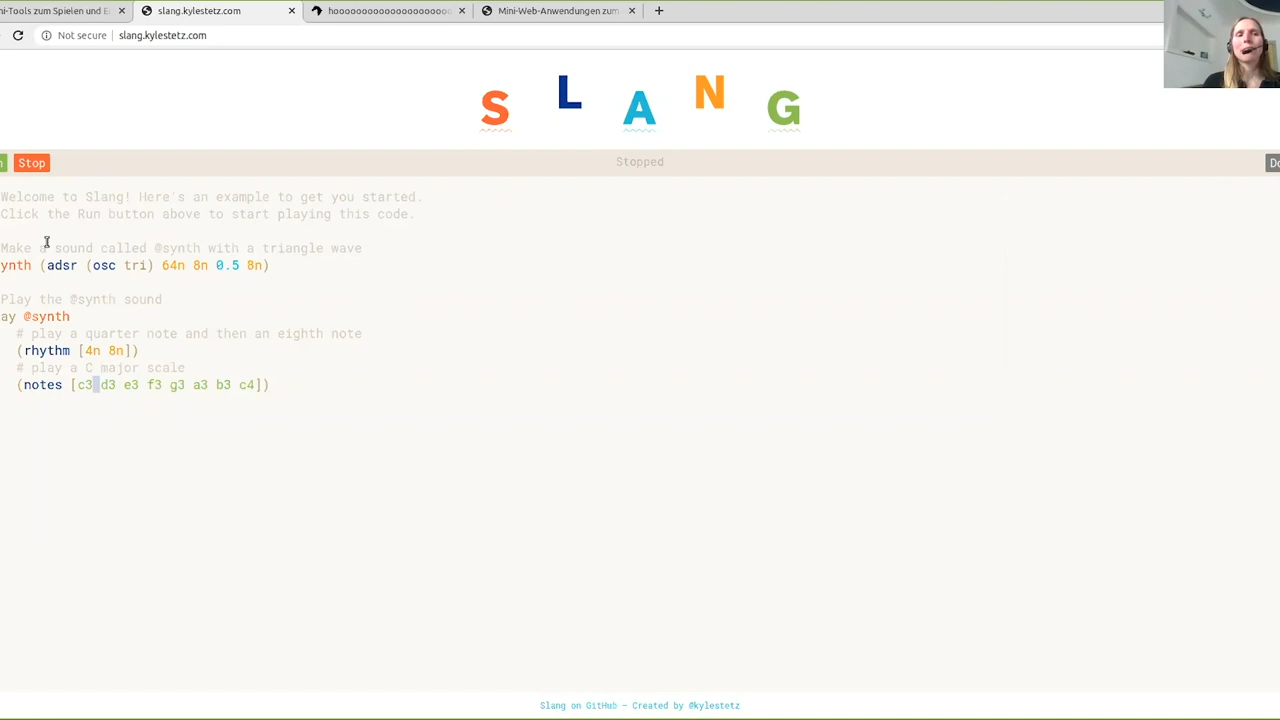 ni-Tools zum Spielen und E
slang.kylestetz.com
Mini-Web-Anwendungen zum
Not secure
slang.kylestetz.com
SLANG
Stop
Stopped
Do
Welcome to Slang! Here's an example to get you started.
Click the Run button above to start playing this code.
Make a sound called @synth with a triangle wave
ynth (adsr (osc tri) 64n 8n 0.5 8n)
Play the @synth sound
ay @synth
# play a quarter note and then an eighth note
(rhythm [4n 8n])
# play a C major scale
(notes [c3 d3 e3 f3 g3 a3 b3 c4])
Slang on GitHub — Created by @kylestetz